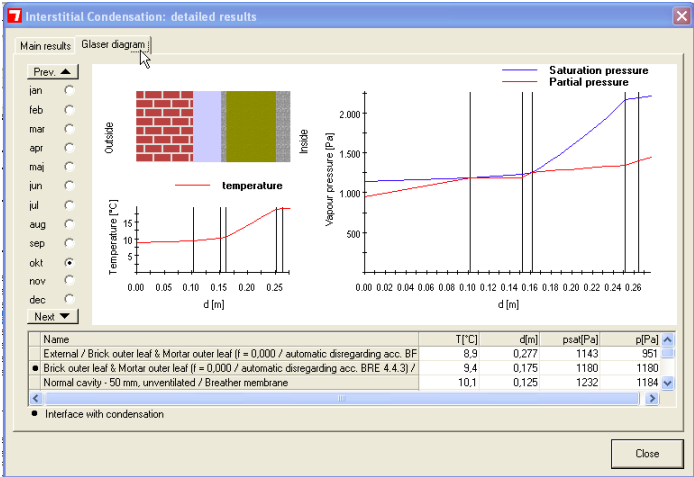 Interstitial Condensation: detailed results
Main results Glaser diagram
Prev.
jan
feb
mar
apr
maj
jun
jul
aug
sep
okt
nov
dec
Next
Outside
Inside
temperature
Temperature [°C]
15
10
5
0.00 0.05 0.10 0.15 0.20 0.25
d [m]
Saturation pressure
Partial pressure
Vapour pressure [Pa]
2.000
1.500
1.000
500
0.00 0.02 0.04 0.06 0.08 0.10 0.12 0.14 0.16 0.18 0.20 0.22 0.24 0.26
d [m]
Name T[°C] d[m] psat[Pa] p[Pa]
External / Brick outer leaf & Mortar outer leaf (f = 0,000 / automatic disregarding acc. BF 8,9 0,277 1143 951
Brick outer leaf & Mortar outer leaf (f = 0,000 / automatic disregarding acc. BRE 4.4.3) / 9,4 0,175 1180 1180
Normal cavity - 50 mm, unventilated / Breather membrane 10,1 0,125 1232 1184
Interface with condensation
Close